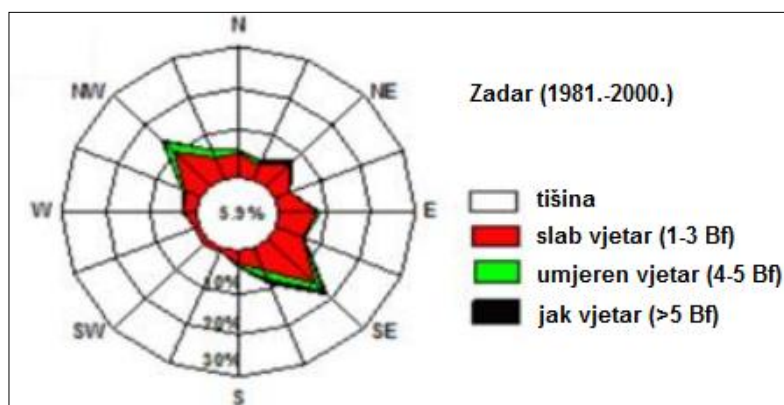 N
NW
NE
Zadar (1981.-2000.)
W
5.9%
E
tišina
slab vjetar (1-3 Bf)
umjeren vjetar (4-5 Bf)
jak vjetar (>5 Bf)
10%
20%
30%
SW
SE
S